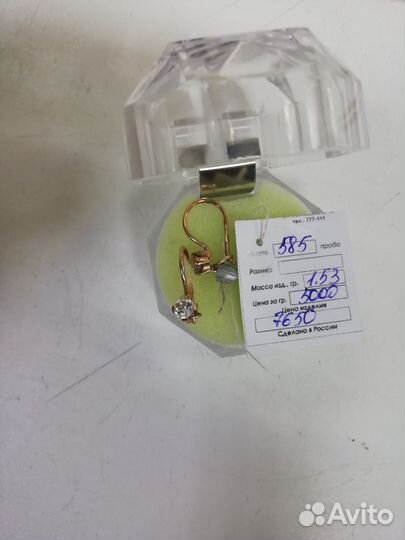 тел.: 777-111
585 проба
Размер
Масса изд., гр. 1.53
Цена за гр. 5000
Цена изделия
7650
Сделано в России
Avito